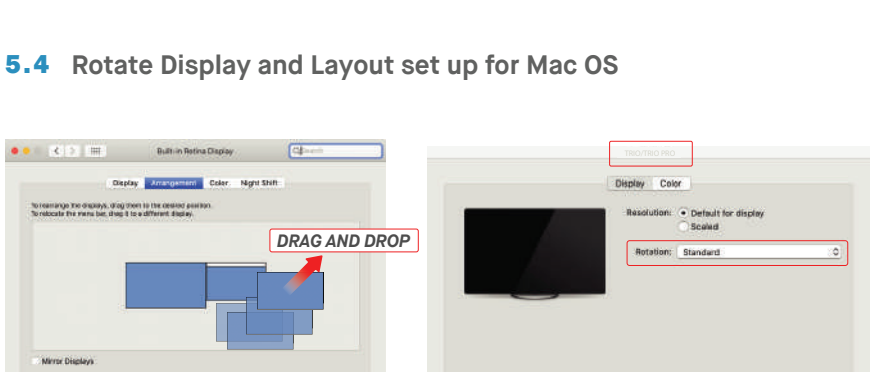 5.4 Rotate Display and Layout set up for Mac OS
Built-in Retina Display
Search
Display Arrangement Color Night Shift
To rearrange the displays, drag them to the desired position.
To relocate the menu bar, drag it to a different display.
DRAG AND DROP
Mirror Displays
TRIO/TRIO PRO
Display Color
Resolution: Default for display
Scaled
Rotation: Standard